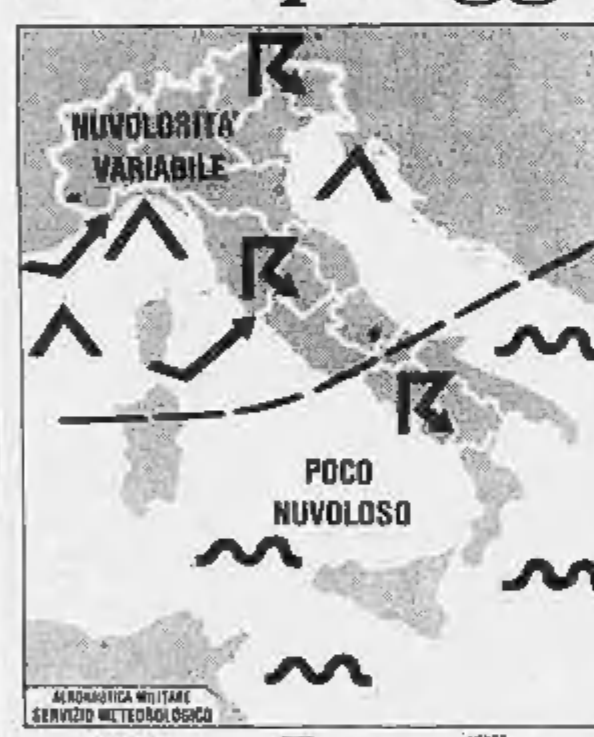 NUVOLOSITA'
VARIABILE
POCO
NUVOLOSO
AERONAUTICA MILITARE
SERVIZIO METEOROLOGICO